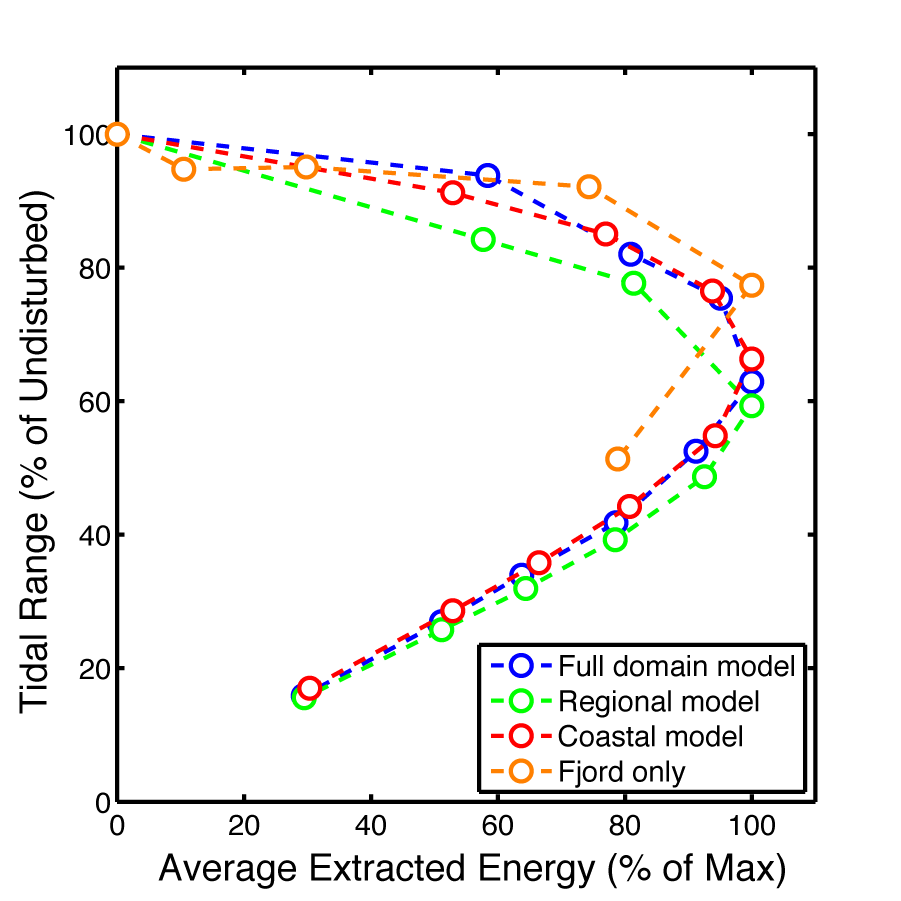 100
80
60
40
20
0
0 20 40 60 80 100
Tidal Range (% of Undisturbed)
Average Extracted Energy (% of Max)
Full domain model
Regional model
Coastal model
Fjord only